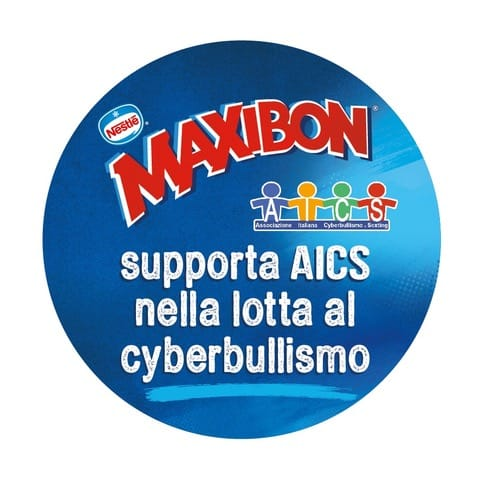 Nestlé
MAXIBON®
A I C S
Associazione Italiana Cyberbullismo e Sexting
supporta AICS
nella lotta al
cyberbullismo